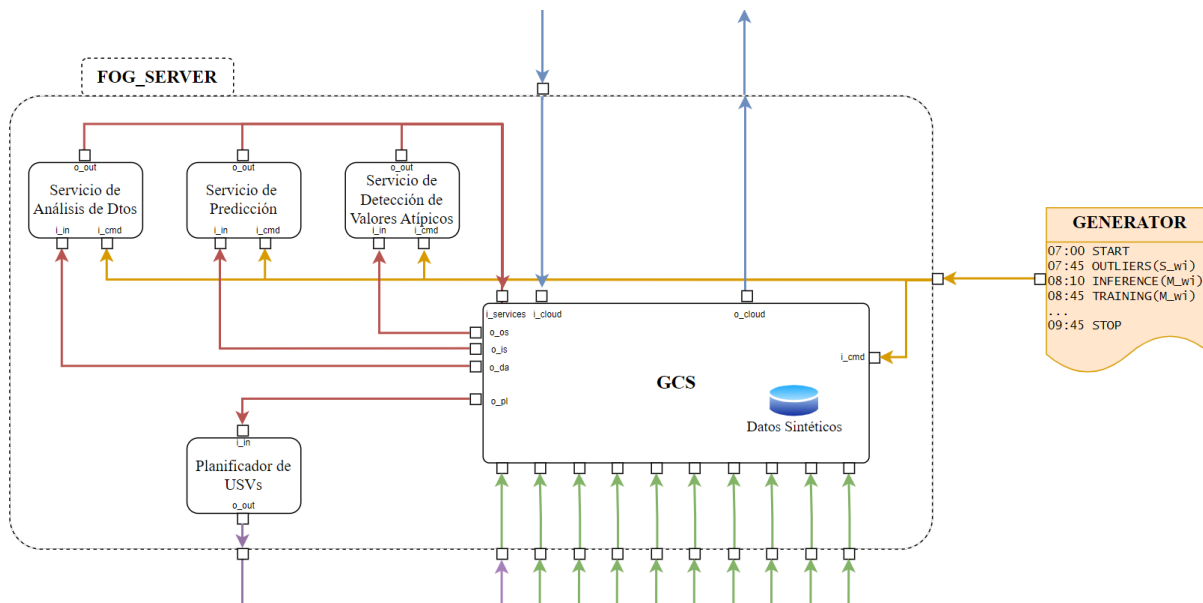 FOG_SERVER
o_out
o_out
o_out
Servicio de
Análisis de Dtos
i_in
i_cmd
Servicio de
Predicción
i_in
i_cmd
Servicio de
Detección de
Valores Atípicos
i_in
i_cmd
GENERATOR
07:00 START
07:45 OUTLIERS(S_wi)
08:10 INFERENCE(M_wi)
08:45 TRAINING(M_wi)
...
09:45 STOP
i_services
i_cloud
o_cloud
o_os
o_is
o_da
o_pl
i_cmd
GCS
Datos Sintéticos
i_in
Planificador de
USVs
o_out